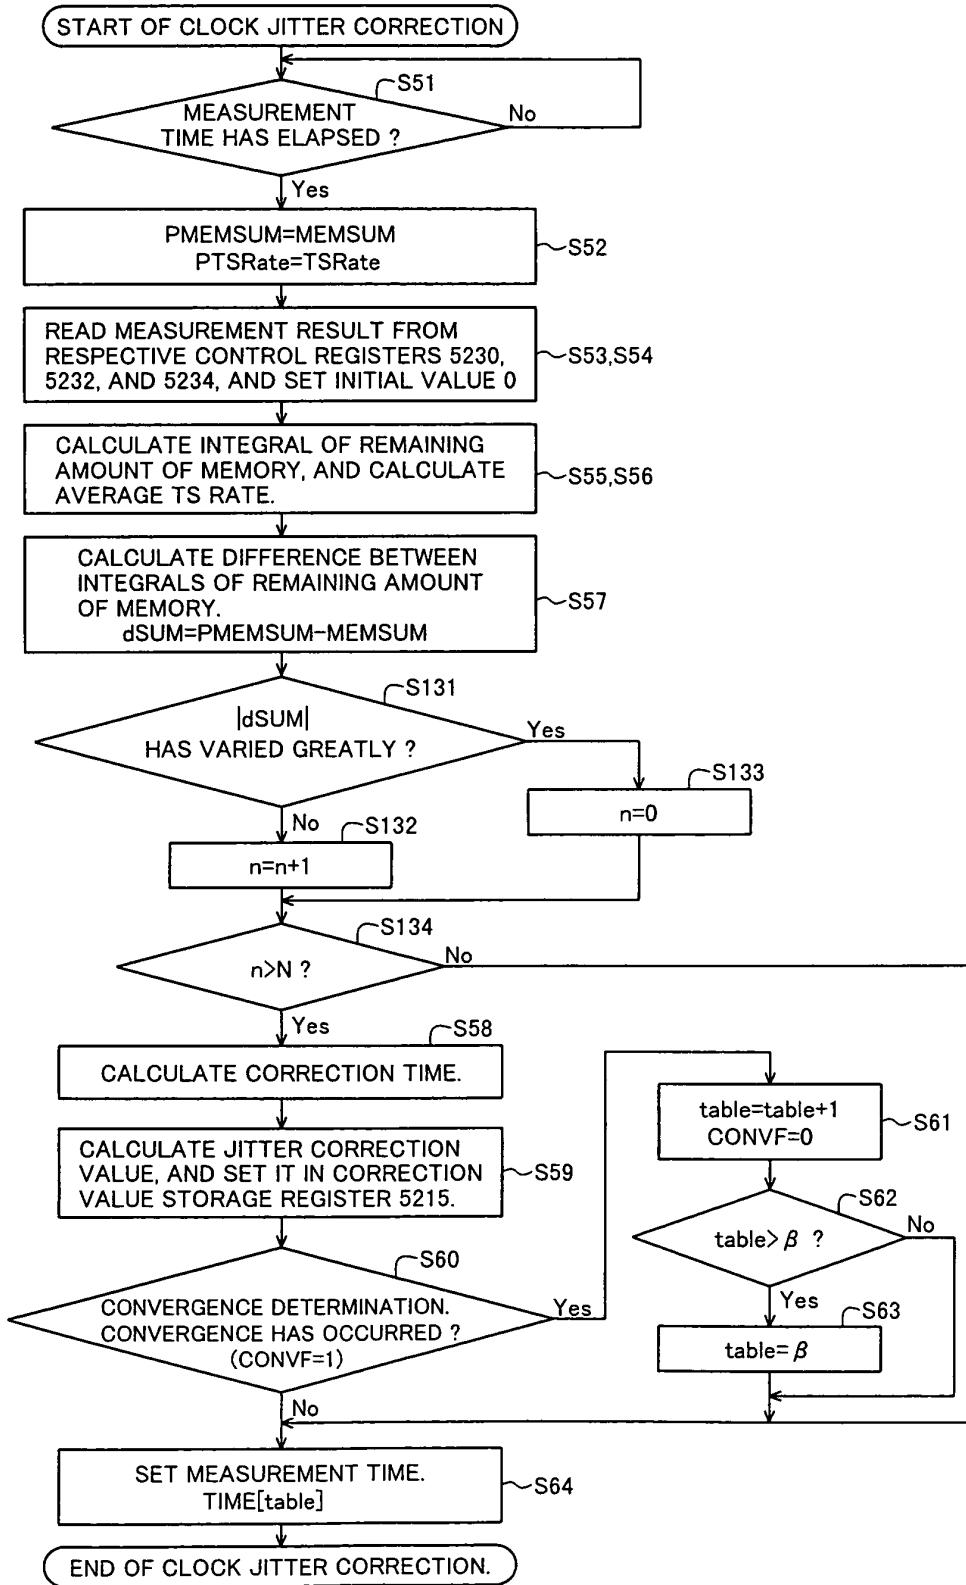 START OF CLOCK JITTER CORRECTION
S51
MEASUREMENT
TIME HAS ELAPSED ?
No
Yes
PMEMSUM=MEMSUM
PTSRate=TSRate
S52
READ MEASUREMENT RESULT FROM
RESPECTIVE CONTROL REGISTERS 5230,
5232, AND 5234, AND SET INITIAL VALUE 0
S53,S54
CALCULATE INTEGRAL OF REMAINING
AMOUNT OF MEMORY, AND CALCULATE
AVERAGE TS RATE.
S55,S56
CALCULATE DIFFERENCE BETWEEN
INTEGRALS OF REMAINING AMOUNT
OF MEMORY.
dSUM=PMEMSUM-MEMSUM
S57
S131
|dSUM|
HAS VARIED GREATLY ?
Yes
No
S133
n=0
S132
n=n+1
S134
n>N ?
No
Yes
S58
CALCULATE CORRECTION TIME.
CALCULATE JITTER CORRECTION
VALUE, AND SET IT IN CORRECTION
VALUE STORAGE REGISTER 5215.
S59
S60
CONVERGENCE DETERMINATION.
CONVERGENCE HAS OCCURRED ?
(CONVF=1)
Yes
No
table=table+1
CONVF=0
S61
S62
table>β ?
No
Yes
S63
table=β
SET MEASUREMENT TIME.
TIME[table]
S64
END OF CLOCK JITTER CORRECTION.